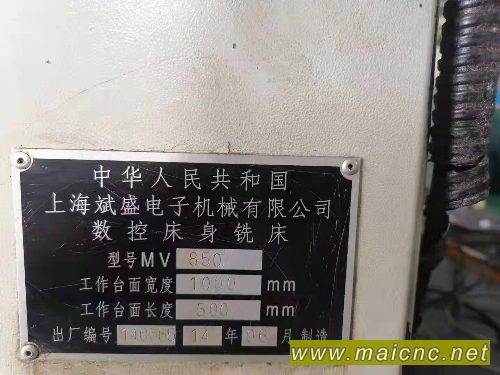 中华人民共和国
上海斌盛电子机械有限公司
数控床身铣床
型号MV 850
工作台面宽度 1000 mm
工作台面长度 500 mm
出厂编号 140505 14 年 06 月 制造
www.maicnc.net